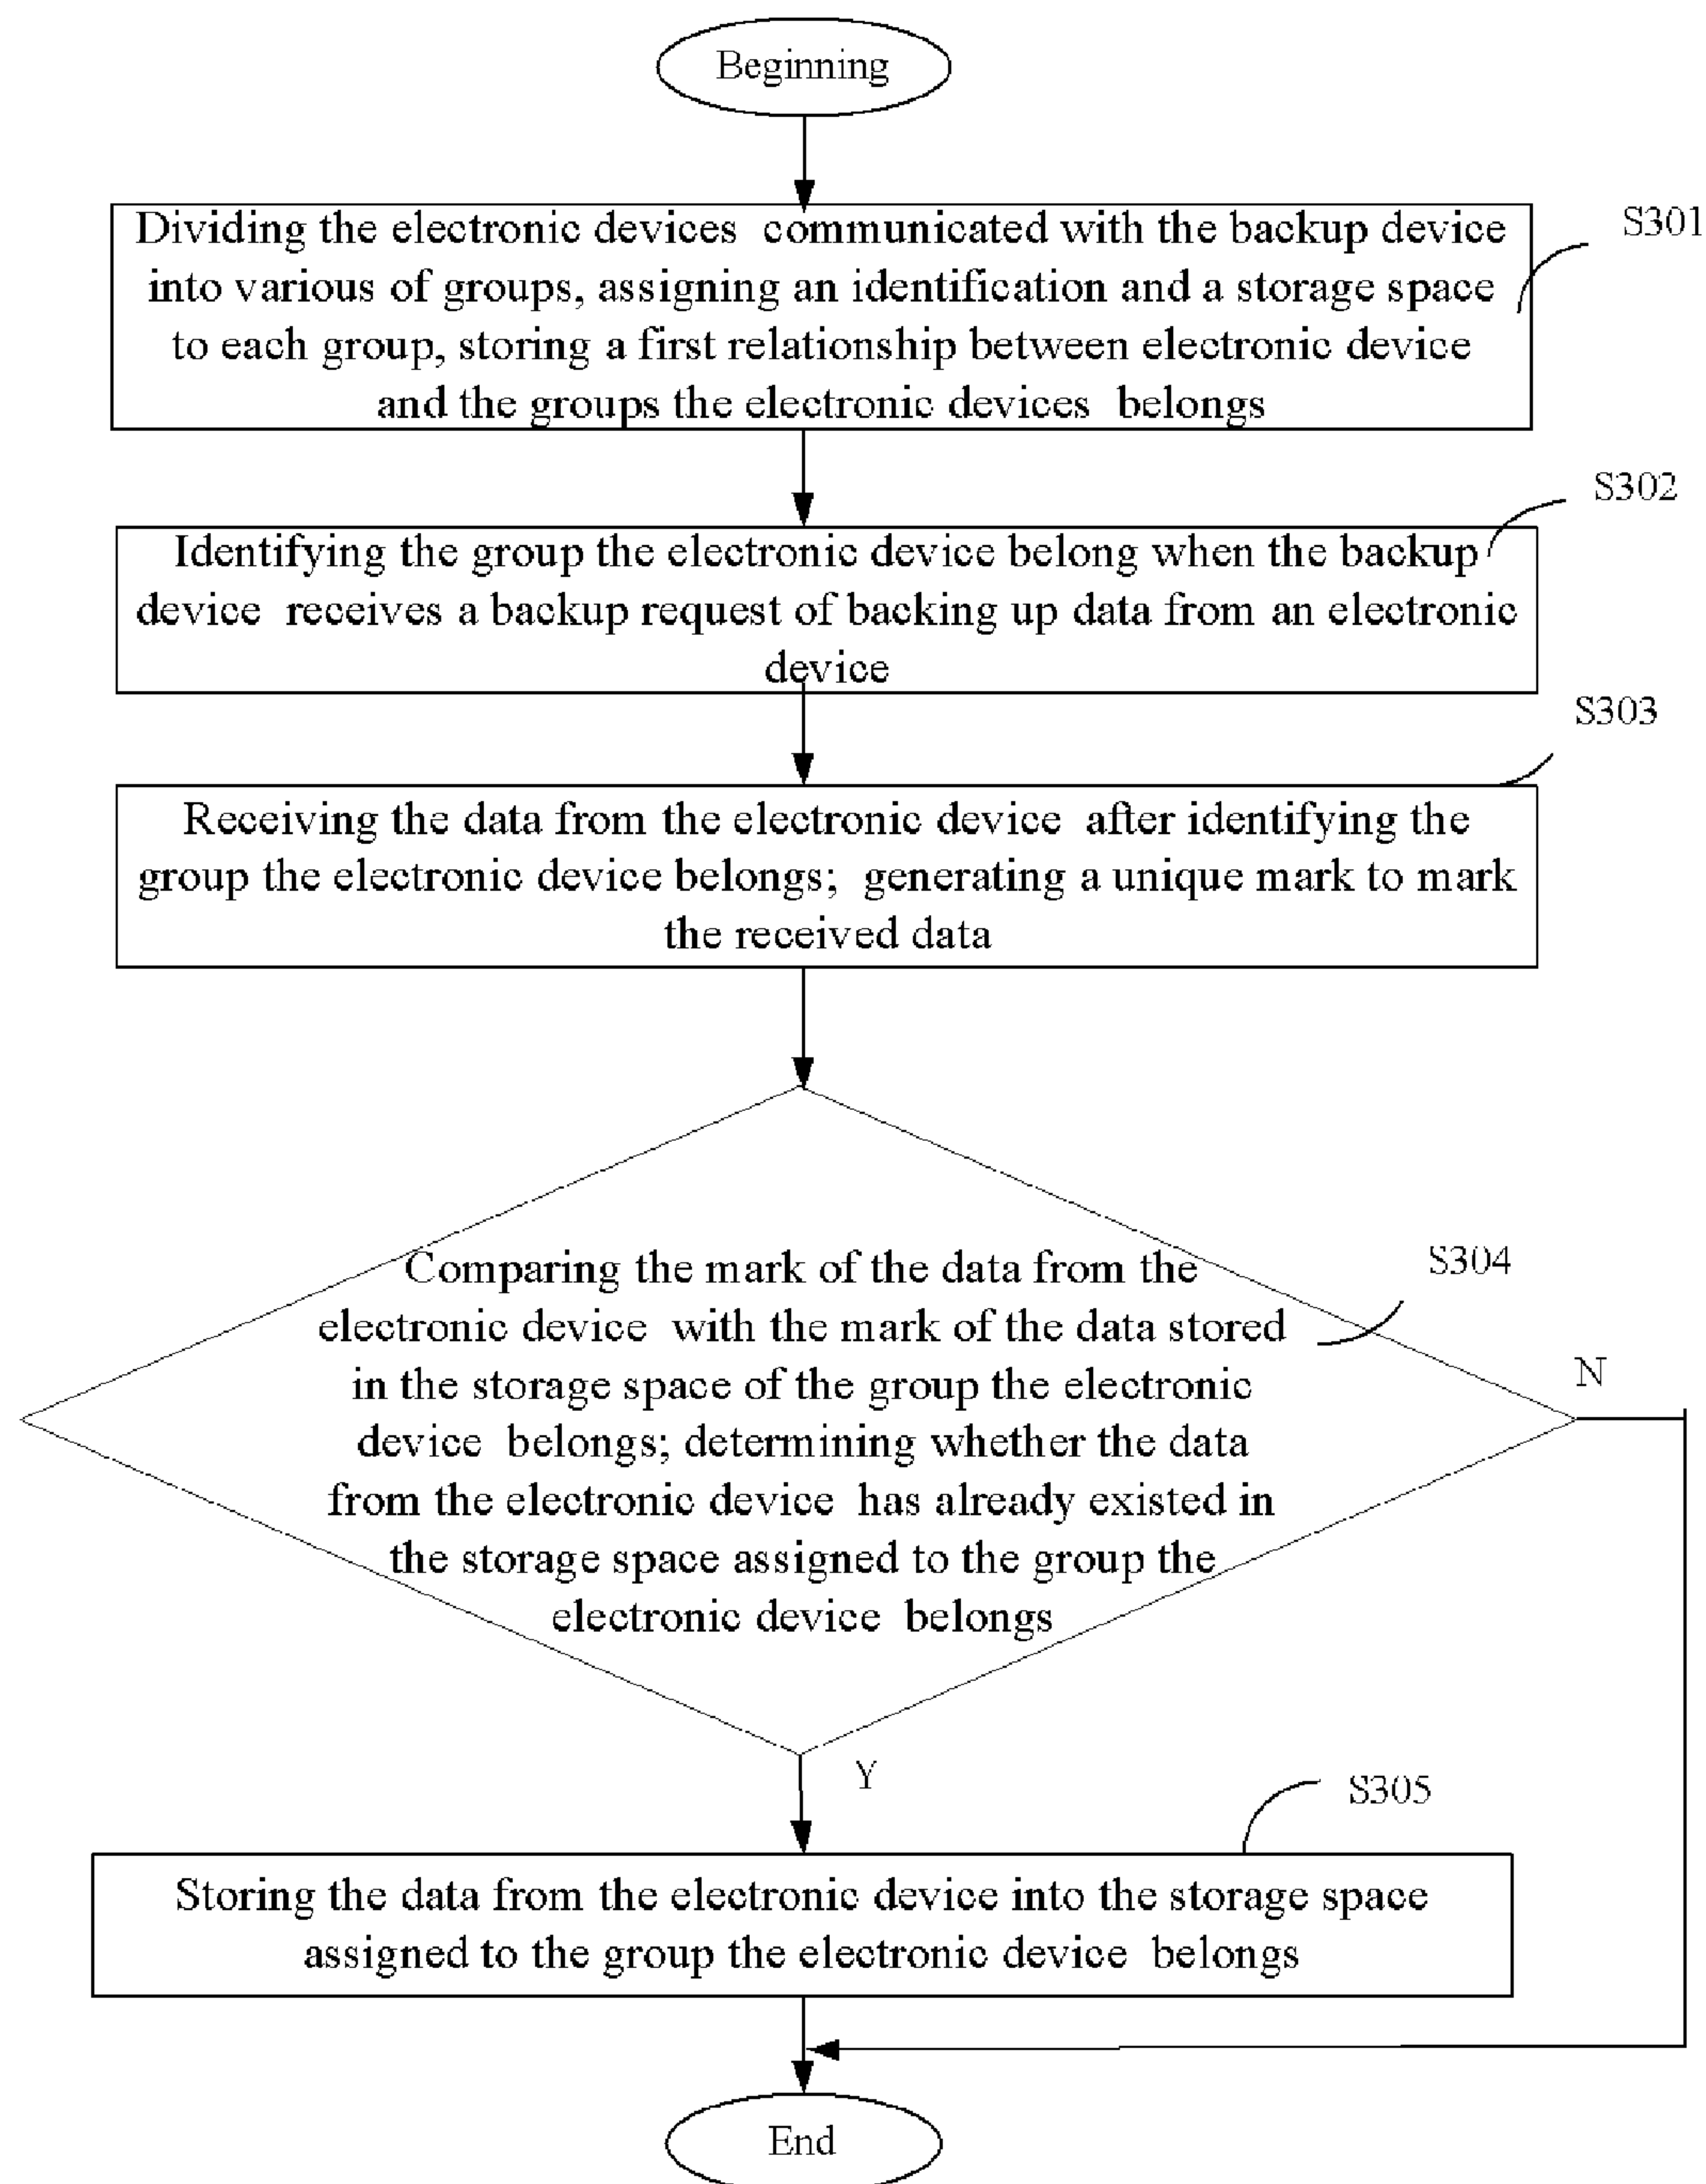 Beginning
Dividing the electronic devices communicated with the backup device
into various of groups, assigning an identification and a storage space
to each group, storing a first relationship between electronic device
and the groups the electronic devices belongs
S301
Identifying the group the electronic device belong when the backup
device receives a backup request of backing up data from an electronic
device
S302
Receiving the data from the electronic device after identifying the
group the electronic device belongs; generating a unique mark to mark
the received data
S303
Comparing the mark of the data from the
electronic device with the mark of the data stored
in the storage space of the group the electronic
device belongs; determining whether the data
from the electronic device has already existed in
the storage space assigned to the group the
electronic device belongs
S304
N
Y
S305
Storing the data from the electronic device into the storage space
assigned to the group the electronic device belongs
End